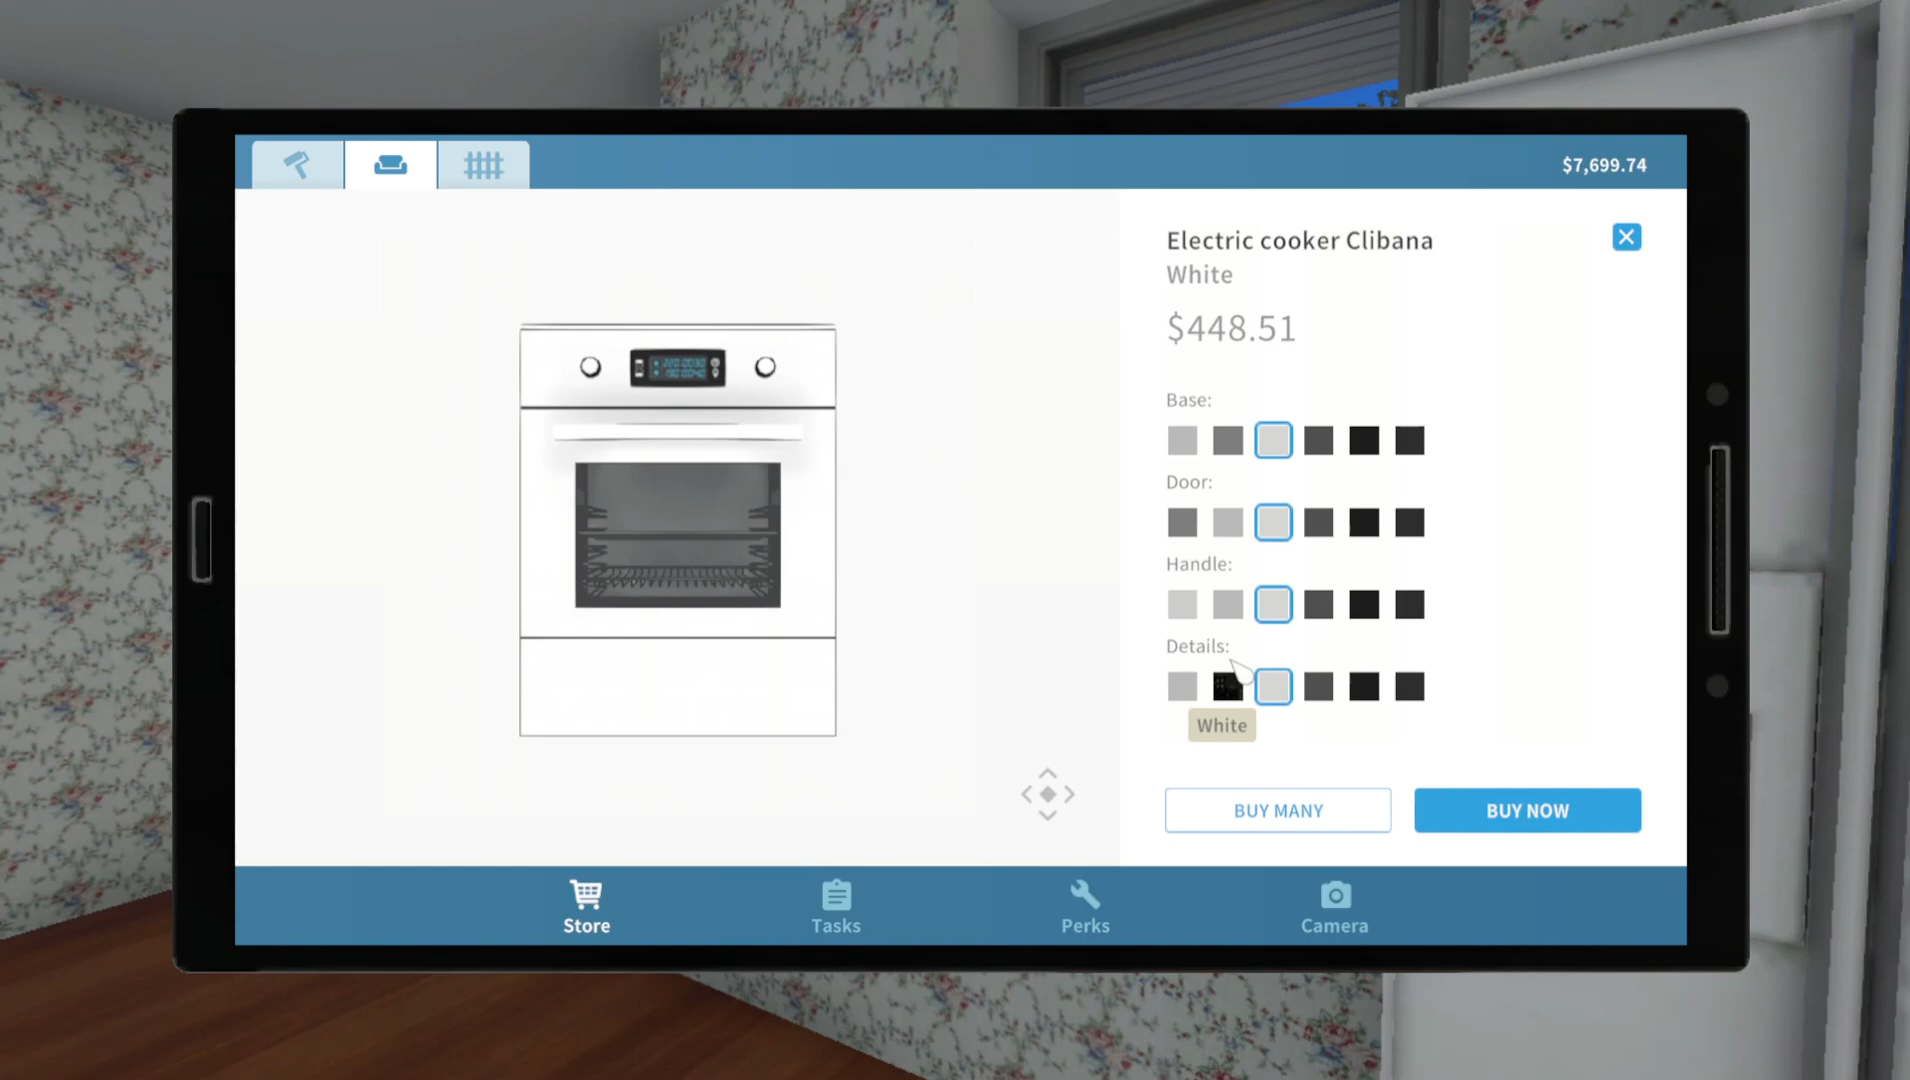 $7,699.74
Electric cooker Clibana
White
$448.51
Base:
Door:
Handle:
Details:
White
BUY MANY
BUY NOW
Store
Tasks
Perks
Camera